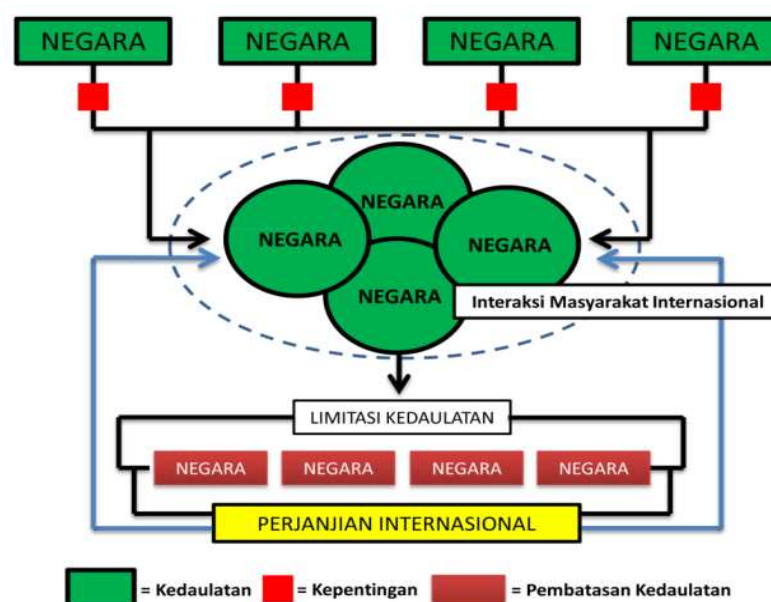 NEGARA NEGARA NEGARA NEGARA
NEGARA
NEGARA NEGARA
NEGARA
Interaksi Masyarakat Internasional
LIMITASI KEDAULATAN
NEGARA NEGARA NEGARA NEGARA
PERJANJIAN INTERNASIONAL
= Kedaulatan = Kepentingan = Pembatasan Kedaulatan